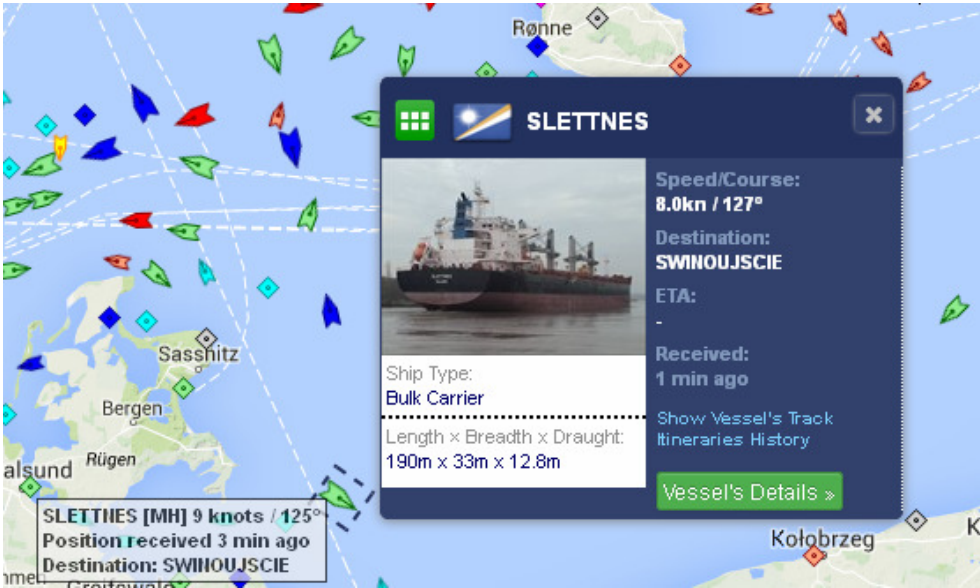 Rønne
SLETTNES
Speed/Course:
8.0kn / 127°
Destination:
SWINOUJSCIE
ETA:
-
Received:
1 min ago
Show Vessel's Track
Itineraries History
Vessel's Details »
Ship Type:
Bulk Carrier
Length × Breadth × Draught:
190m x 33m x 12.8m
Sassnitz
Bergen
Rügen
alsund
SLETTNES [MH] 9 knots / 125°
Position received 3 min ago
Destination: SWINOUJSCIE
Kołobrzeg
K
mmen
Greifswald